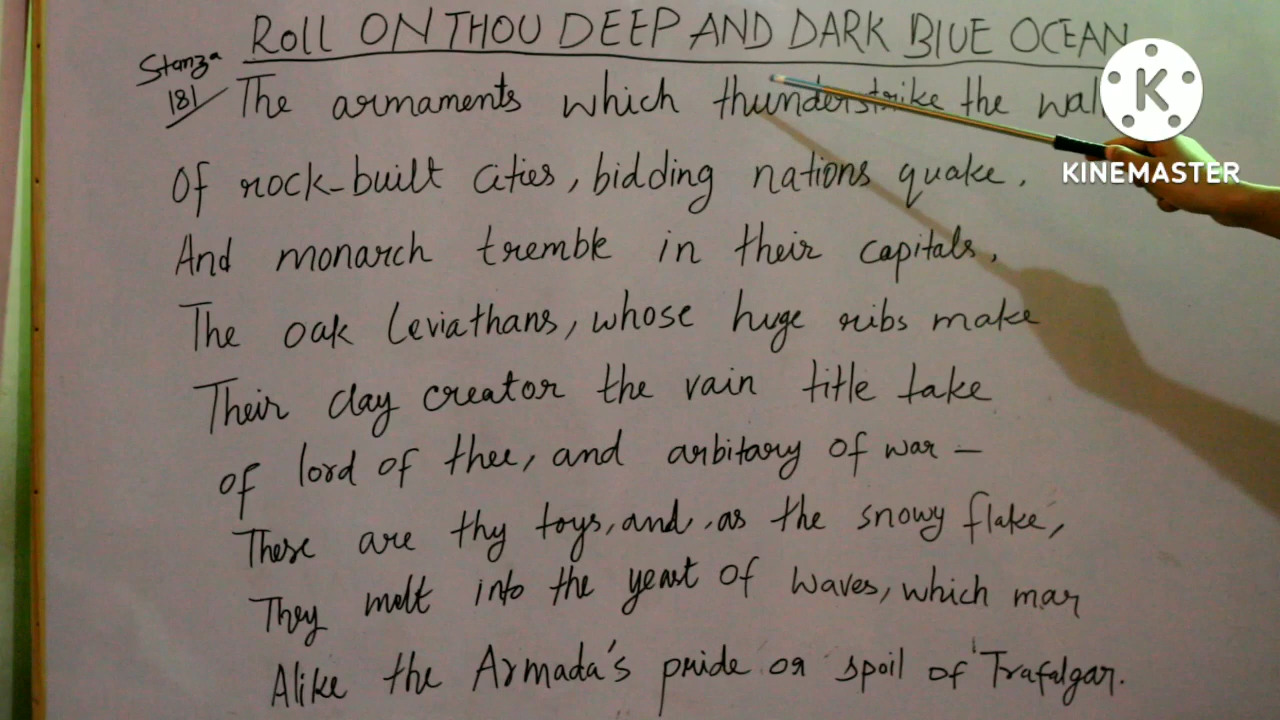 Roll ON THOU DEEP AND DARK BLUE OCEAN
Stanza
181
The armaments which thunderstrike the wall
Of rock-built cities, bidding nations quake.
And monarch tremble in their capitals.
The oak Leviathans, whose huge ribs make
Their clay creator the vain title take
of lord of thee, and arbitary of war –
These are thy toys, and, as the snowy flake,
They melt into the yeast of waves, which mar
Alike the Armada's pride or spoil of Trafalgar.
K
KINEMASTER